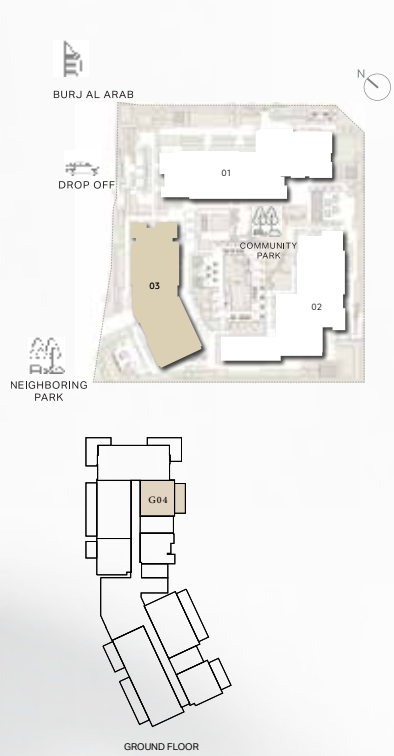 N
BURJ AL ARAB
DROP OFF
01
COMMUNITY
PARK
03
02
NEIGHBORING
PARK
G04
GROUND FLOOR